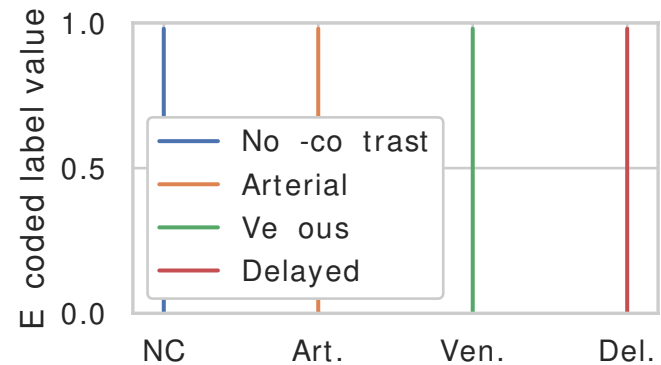 E coded label value
1.0
0.5
0.0
No -co trast
Arterial
Ve ous
Delayed
NC Art. Ven. Del.